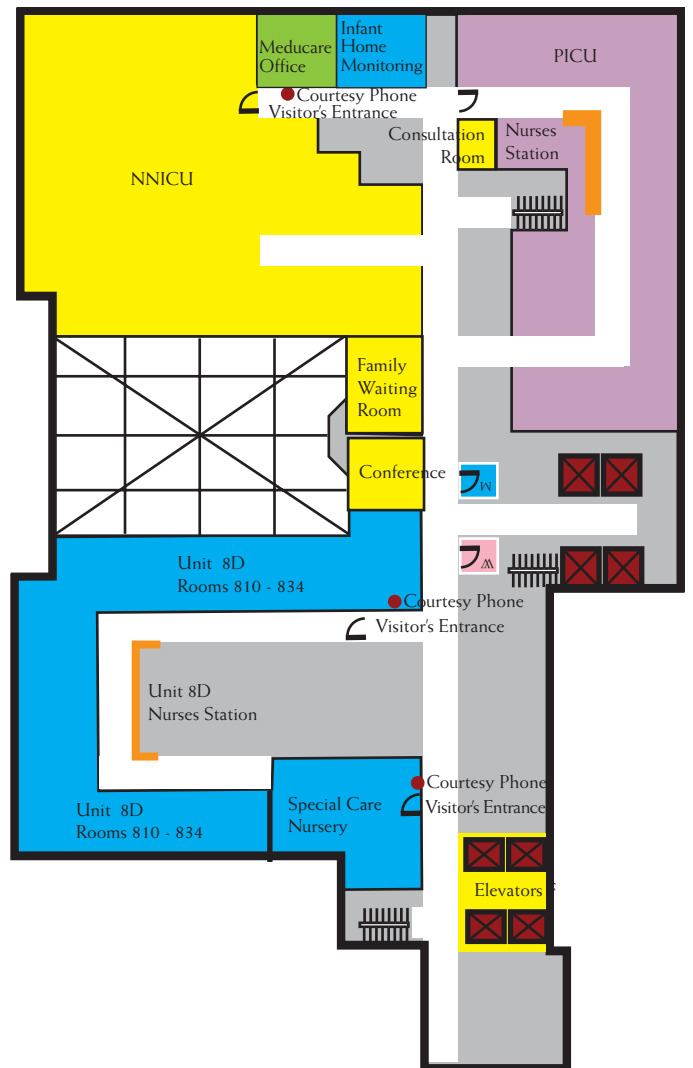 Meducare
Office
Infant
Home
Monitoring
PICU
Courtesy Phone
Visitor's Entrance
Consultation
Room
Nurses
Station
NNICU
Family
Waiting
Room
Conference
M
W
Unit 8D
Rooms 810 - 834
Courtesy Phone
Visitor's Entrance
Unit 8D
Nurses Station
Courtesy Phone
Visitor's Entrance
Unit 8D
Rooms 810 - 834
Special Care
Nursery
Elevators